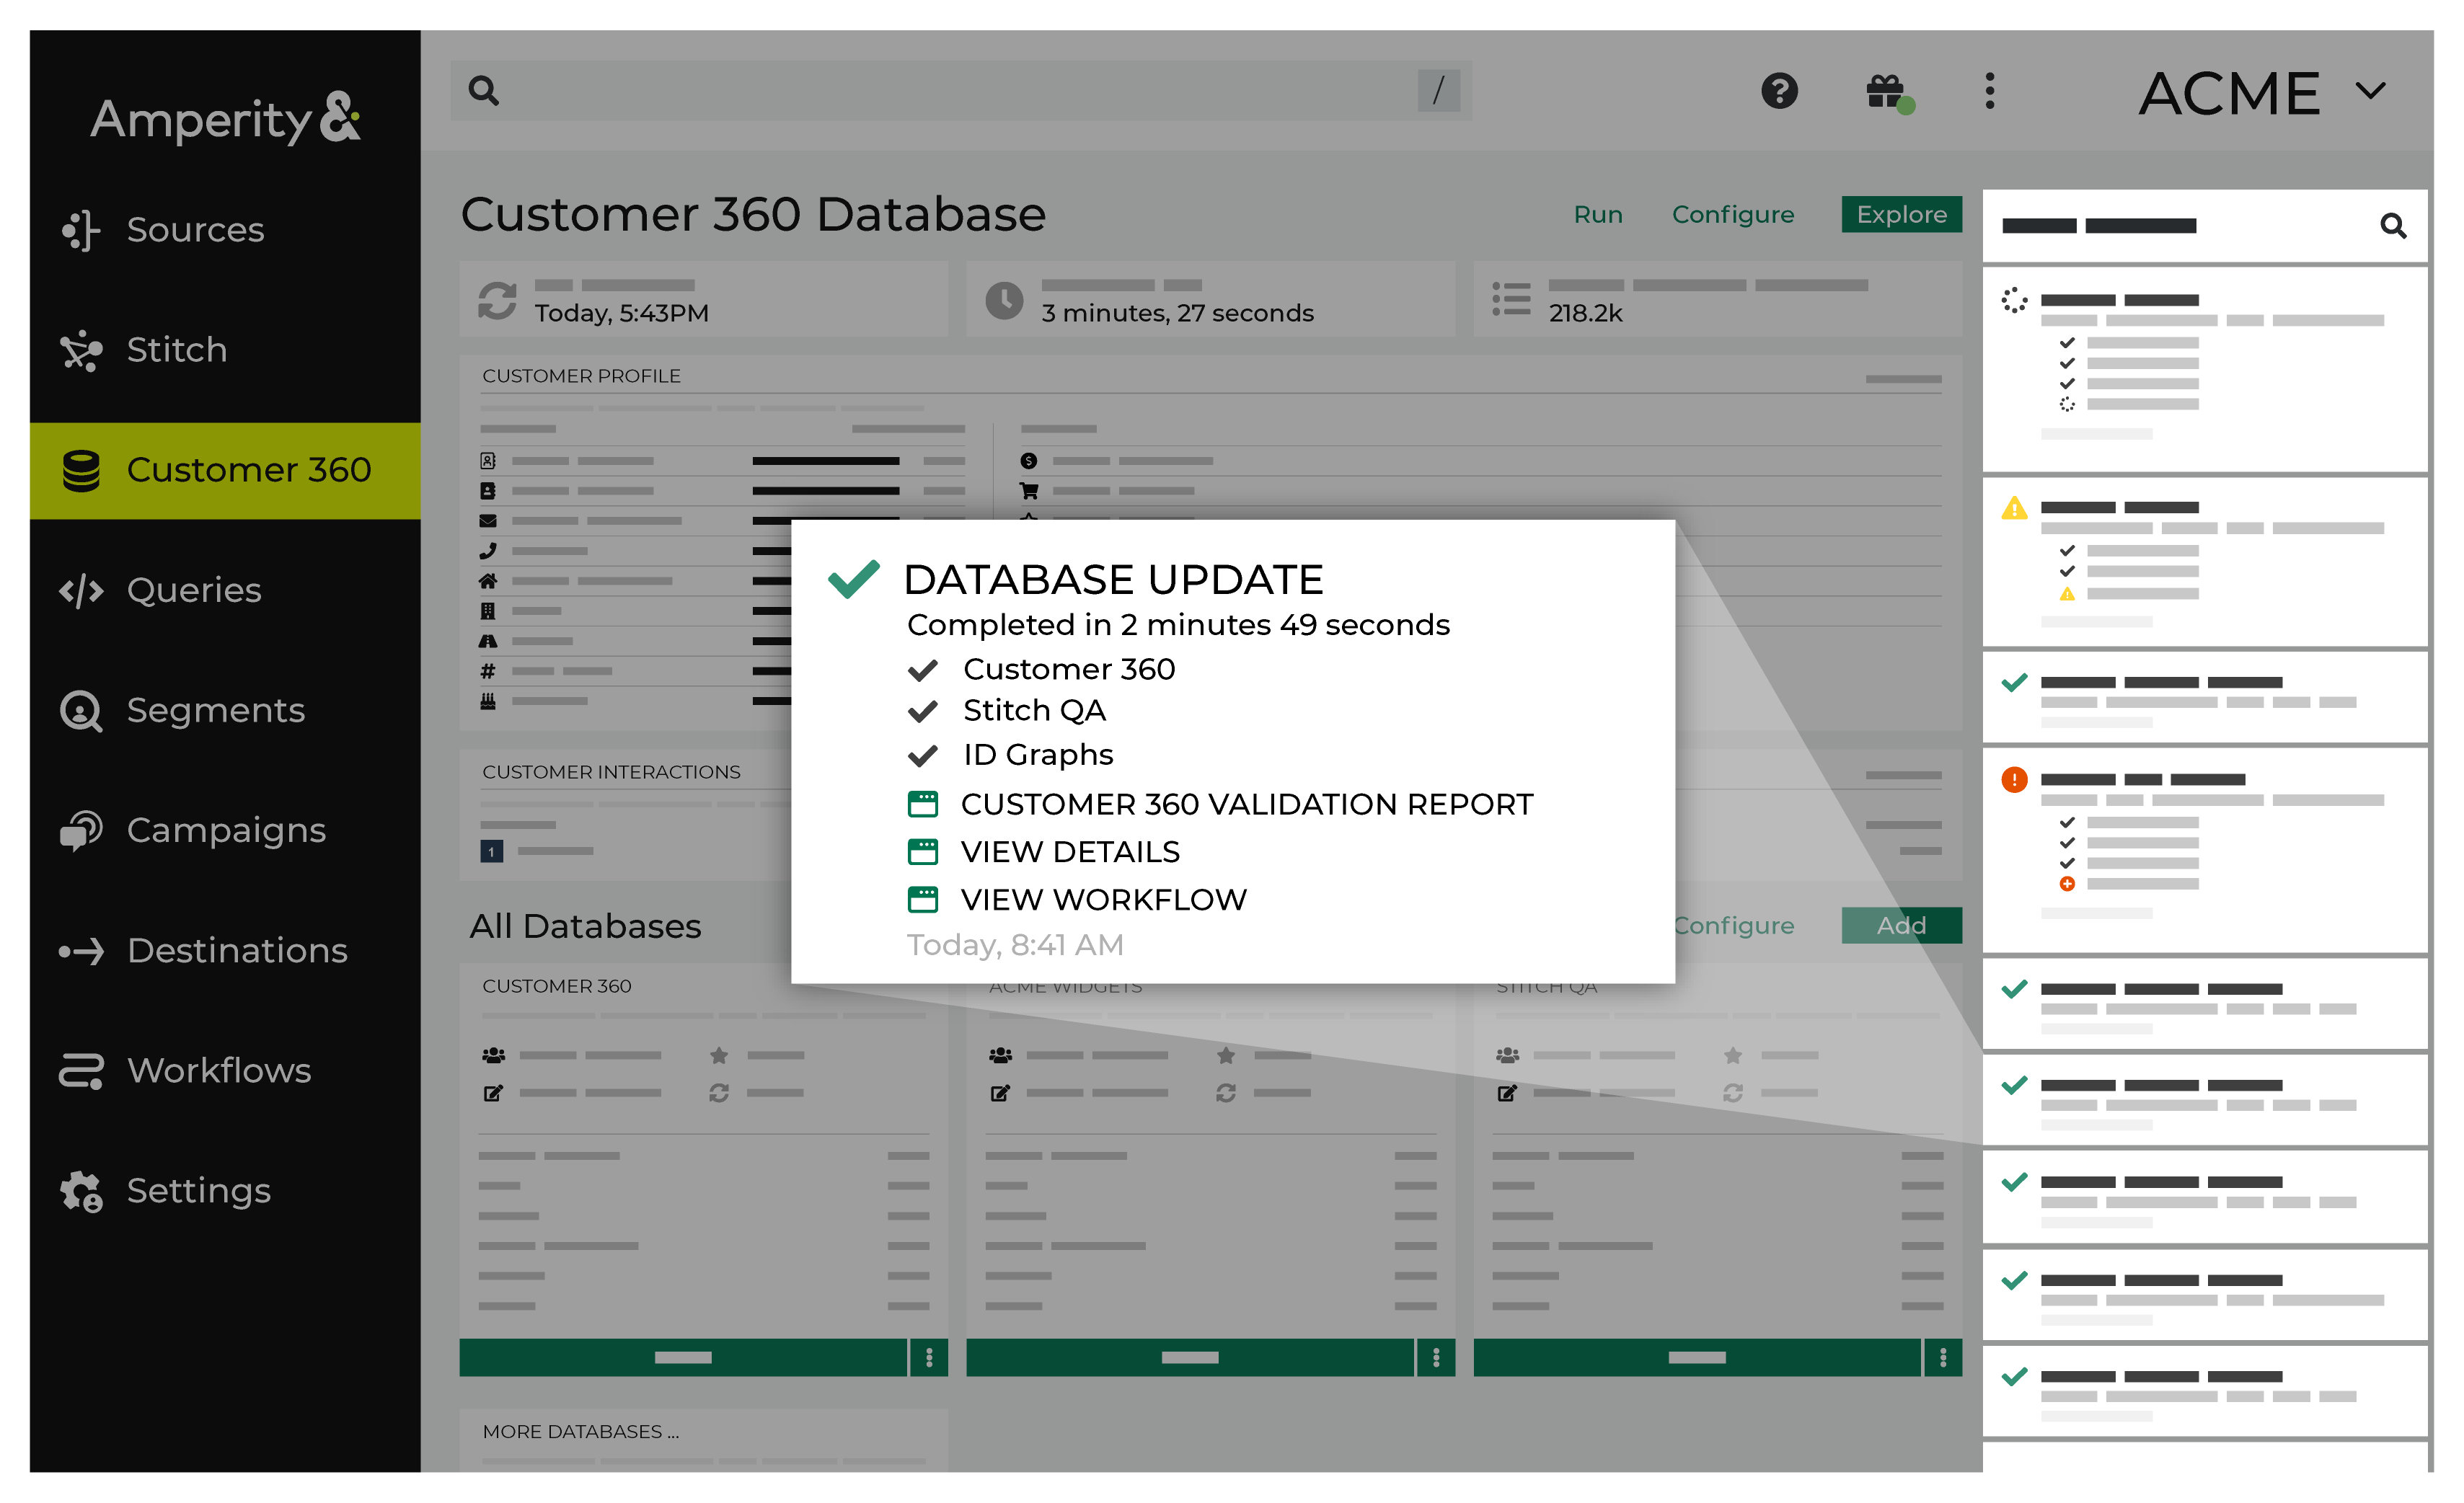 Amperity&
/
ACME
Sources
Stitch
Customer 360
Queries
Segments
Campaigns
Destinations
Workflows
Settings
Customer 360 Database
Run
Configure
Explore
Today, 5:43PM
3 minutes, 27 seconds
218.2k
CUSTOMER PROFILE
CUSTOMER INTERACTIONS
1
DATABASE UPDATE
Completed in 2 minutes 49 seconds
Customer 360
Stitch QA
ID Graphs
CUSTOMER 360 VALIDATION REPORT
VIEW DETAILS
VIEW WORKFLOW
Today, 8:41 AM
All Databases
Configure
Add
CUSTOMER 360
ACME WIDGETS
STITCH QA
MORE DATABASES ...